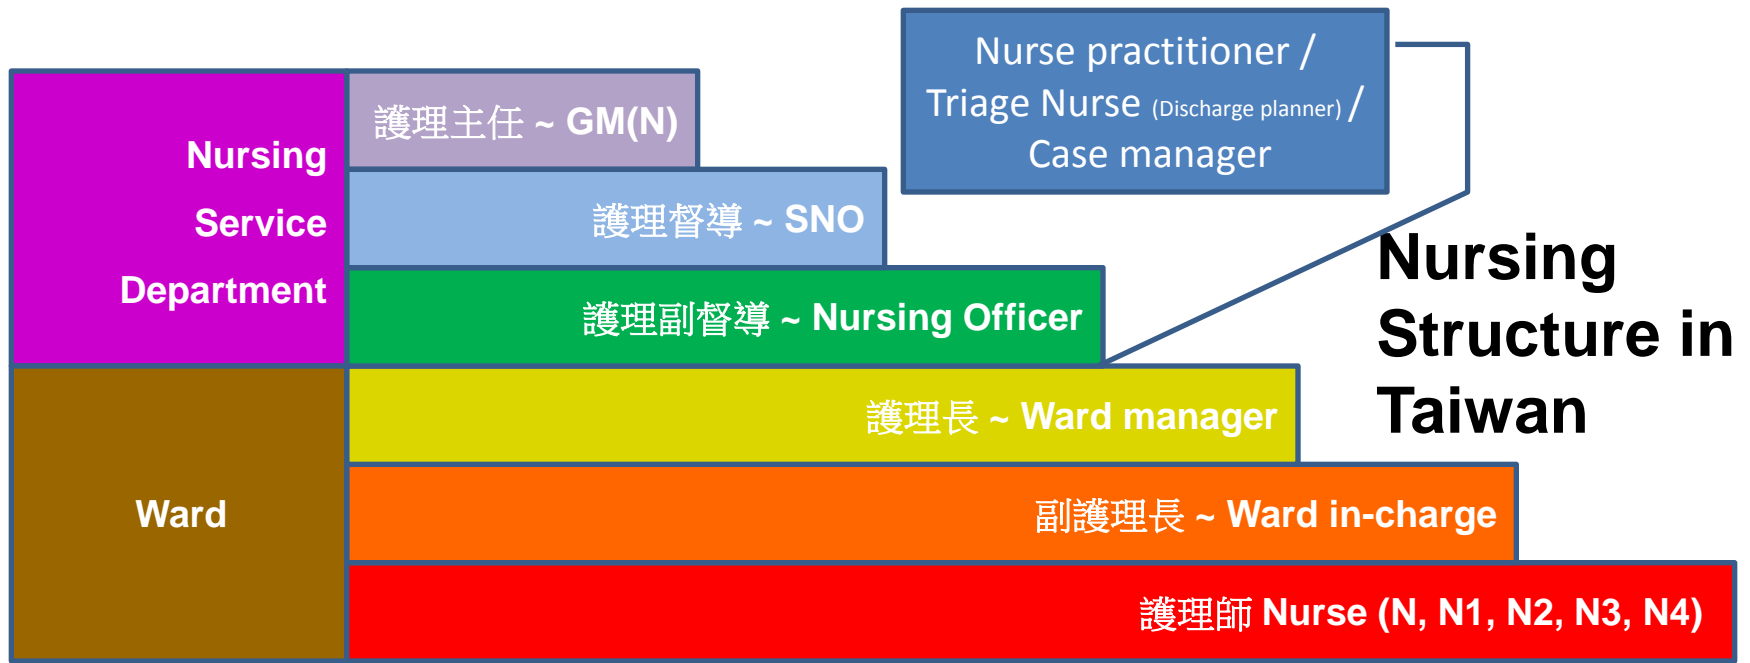 Nurse practitioner /
Triage Nurse (Discharge planner) /
Case manager
Nursing
Service
Department
護理主任 ~ GM(N)
護理督導 ~ SNO
護理副督導 ~ Nursing Officer
Nursing
Structure in
Taiwan
Ward
護理長 ~ Ward manager
副護理長 ~ Ward in-charge
護理師 Nurse (N, N1, N2, N3, N4)